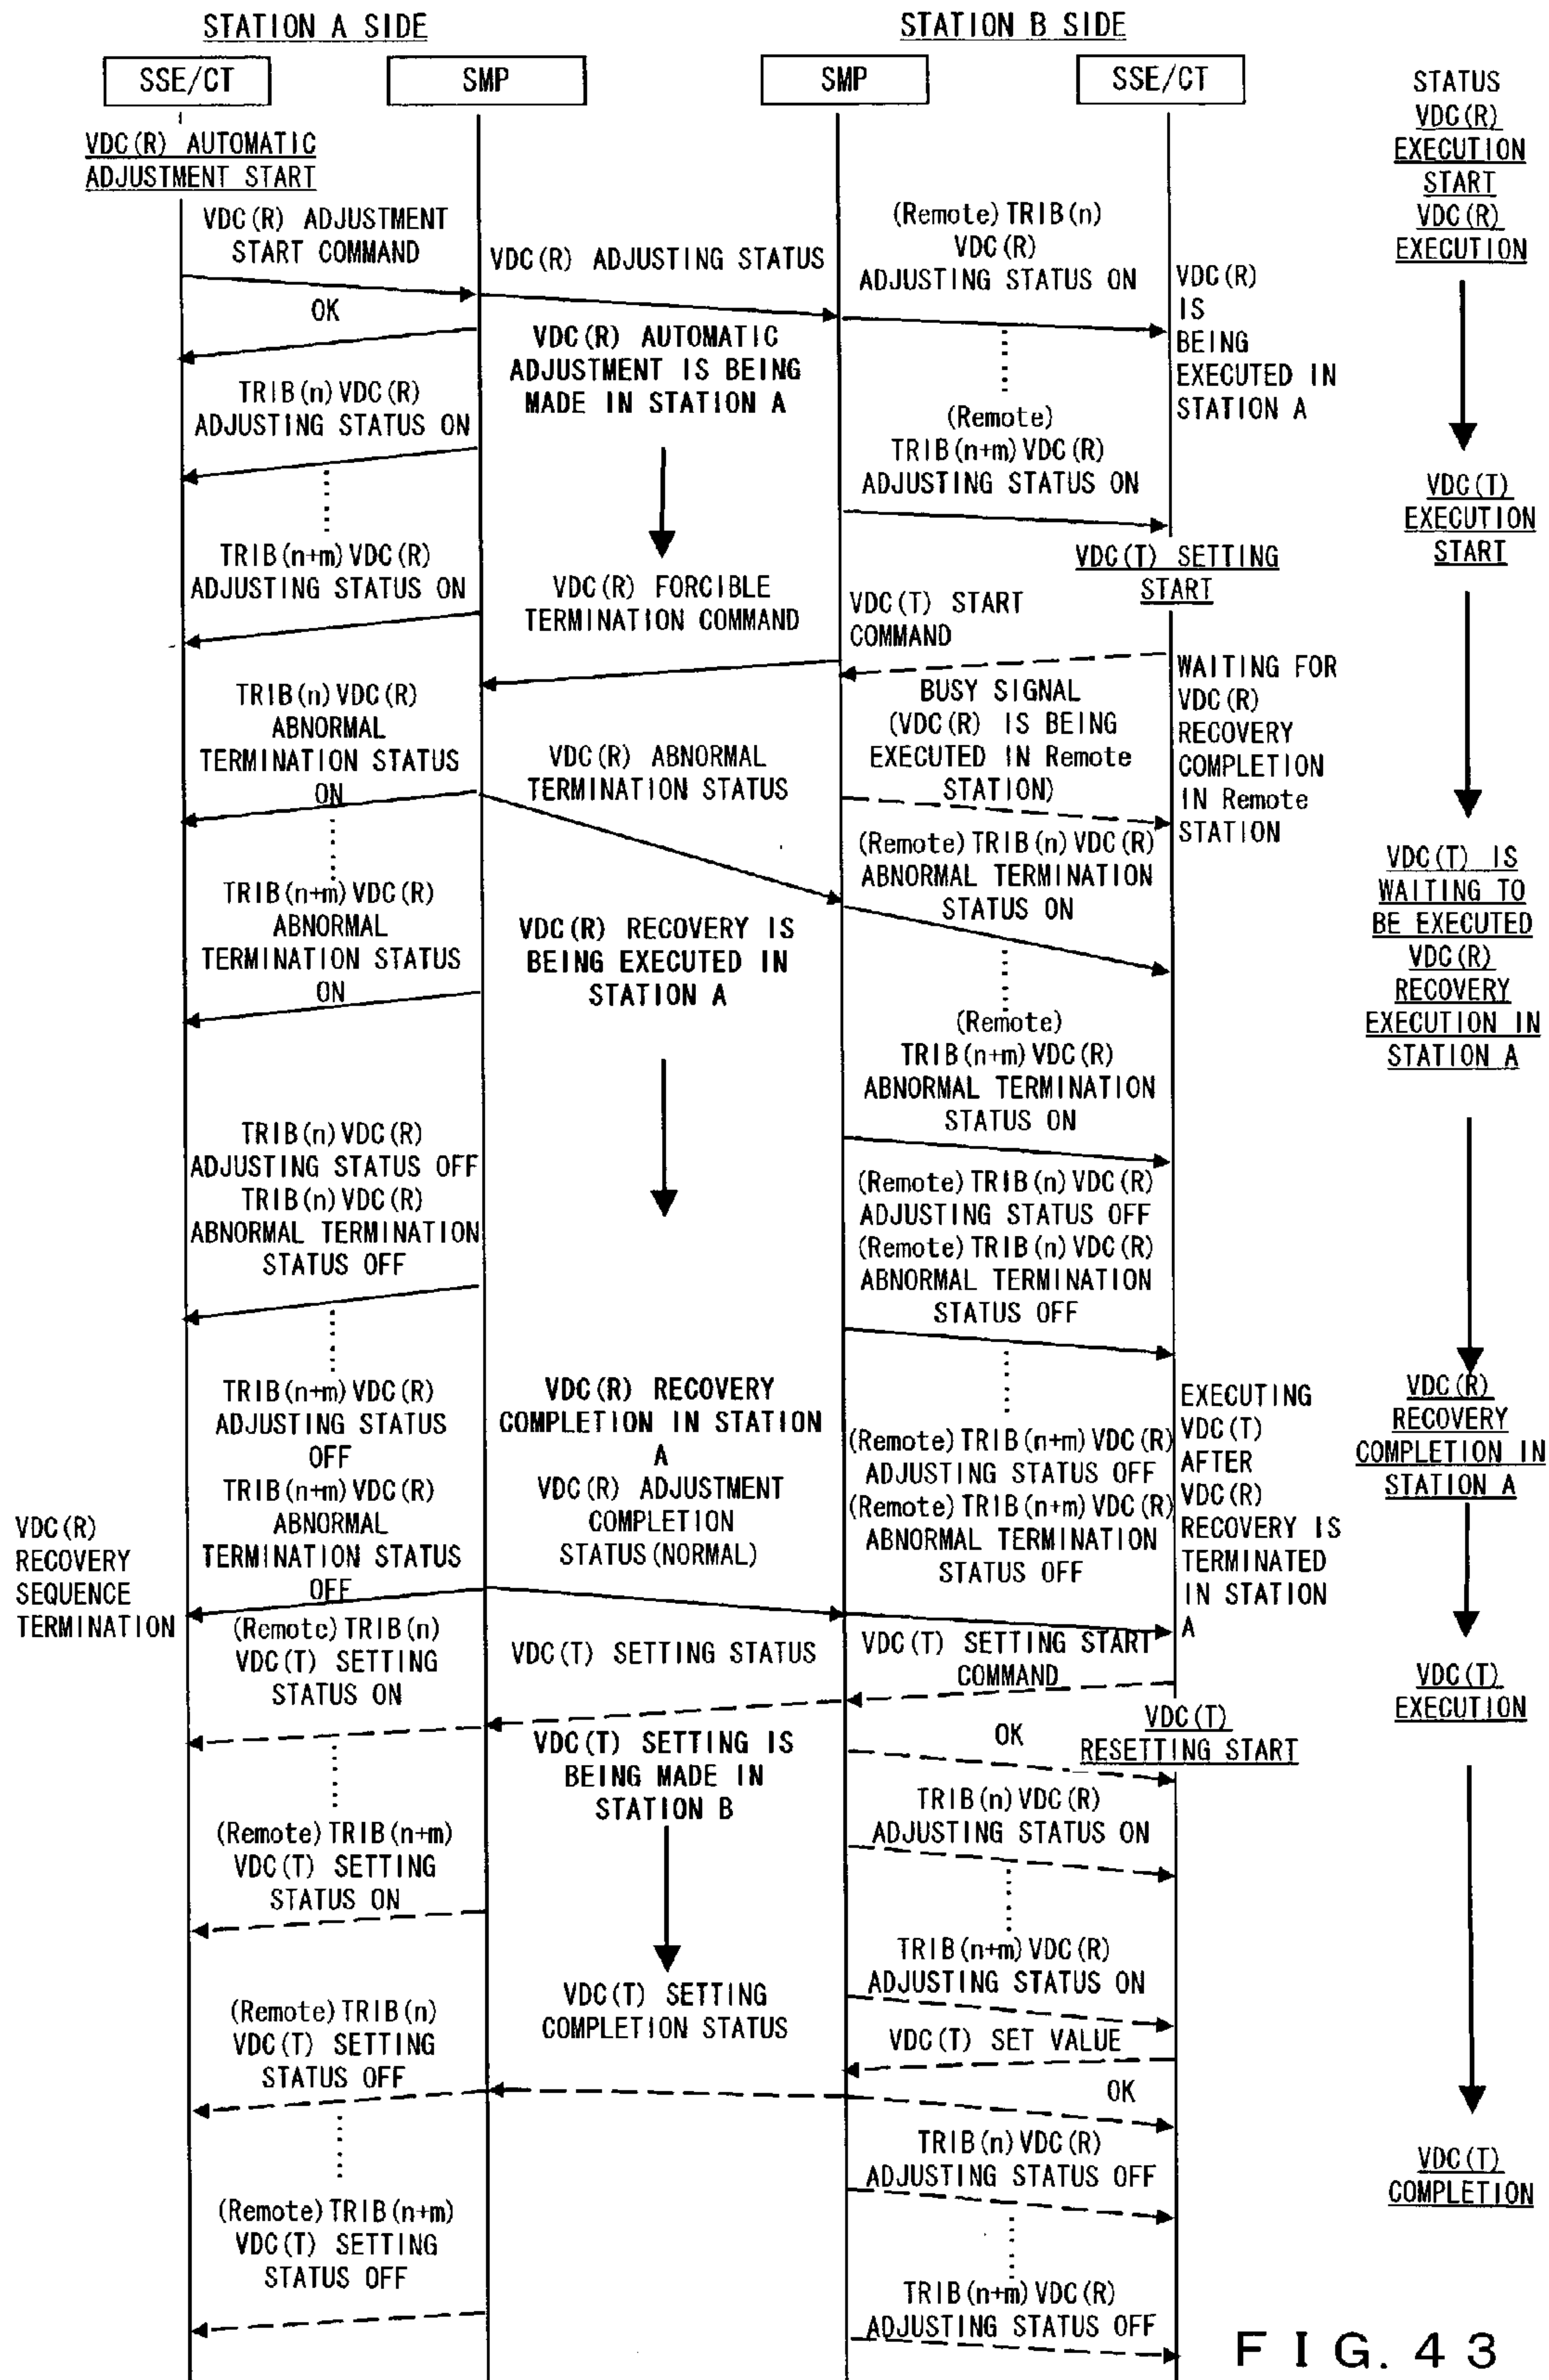 STATION A SIDE
STATION B SIDE
SSE/CT
SMP
SMP
SSE/CT
VDC(R) AUTOMATIC
ADJUSTMENT START
VDC(R) ADJUSTMENT
START COMMAND
OK
TRIB(n)VDC(R)
ADJUSTING STATUS ON
TRIB(n+m)VDC(R)
ADJUSTING STATUS ON
TRIB(n)VDC(R)
ABNORMAL
TERMINATION STATUS
ON
TRIB(n+m)VDC(R)
ABNORMAL
TERMINATION STATUS
ON
TRIB(n)VDC(R)
ADJUSTING STATUS OFF
TRIB(n)VDC(R)
ABNORMAL TERMINATION
STATUS OFF
TRIB(n+m)VDC(R)
ADJUSTING STATUS
OFF
TRIB(n+m)VDC(R)
ABNORMAL
TERMINATION STATUS
OFF
VDC(R)
RECOVERY
SEQUENCE
TERMINATION
(Remote)TRIB(n)
VDC(T) SETTING
STATUS ON
(Remote)TRIB(n+m)
VDC(T) SETTING
STATUS ON
(Remote)TRIB(n)
VDC(T) SETTING
STATUS OFF
(Remote)TRIB(n+m)
VDC(T) SETTING
STATUS OFF
VDC(R) ADJUSTING STATUS
VDC(R) AUTOMATIC
ADJUSTMENT IS BEING
MADE IN STATION A
VDC(R) FORCIBLE
TERMINATION COMMAND
VDC(R) ABNORMAL
TERMINATION STATUS
VDC(R) RECOVERY IS
BEING EXECUTED IN
STATION A
VDC(R) RECOVERY
COMPLETION IN STATION
A
VDC(R) ADJUSTMENT
COMPLETION
STATUS(NORMAL)
VDC(T) SETTING STATUS
VDC(T) SETTING IS
BEING MADE IN
STATION B
VDC(T) SETTING
COMPLETION STATUS
(Remote)TRIB(n)
VDC(R)
ADJUSTING STATUS ON
(Remote)
TRIB(n+m)VDC(R)
ADJUSTING STATUS ON
VDC(T) START
COMMAND
BUSY SIGNAL
(VDC(R) IS BEING
EXECUTED IN Remote
STATION)
(Remote)TRIB(n)VDC(R)
ABNORMAL TERMINATION
STATUS ON
(Remote)
TRIB(n+m)VDC(R)
ABNORMAL TERMINATION
STATUS ON
(Remote)TRIB(n)VDC(R)
ADJUSTING STATUS OFF
(Remote)TRIB(n)VDC(R)
ABNORMAL TERMINATION
STATUS OFF
(Remote)TRIB(n+m)VDC(R)
ADJUSTING STATUS OFF
(Remote)TRIB(n+m)VDC(R)
ABNORMAL TERMINATION
STATUS OFF
VDC(T) SETTING START
COMMAND
OK
TRIB(n)VDC(R)
ADJUSTING STATUS ON
TRIB(n+m)VDC(R)
ADJUSTING STATUS ON
VDC(T) SET VALUE
OK
TRIB(n)VDC(R)
ADJUSTING STATUS OFF
TRIB(n+m)VDC(R)
ADJUSTING STATUS OFF
VDC(R)
IS
BEING
EXECUTED IN
STATION A
VDC(T) SETTING
START
WAITING FOR
VDC(R)
RECOVERY
COMPLETION
IN Remote
STATION
EXECUTING
VDC(T)
AFTER
VDC(R)
RECOVERY IS
TERMINATED
IN STATION
A
VDC(T)
RESETTING START
STATUS
VDC(R)
EXECUTION
START
VDC(R)
EXECUTION
VDC(T)
EXECUTION
START
VDC(T) IS
WAITING TO
BE EXECUTED
VDC(R)
RECOVERY
EXECUTION IN
STATION A
VDC(R)
RECOVERY
COMPLETION IN
STATION A
VDC(T)
EXECUTION
VDC(T)
COMPLETION
FIG. 43